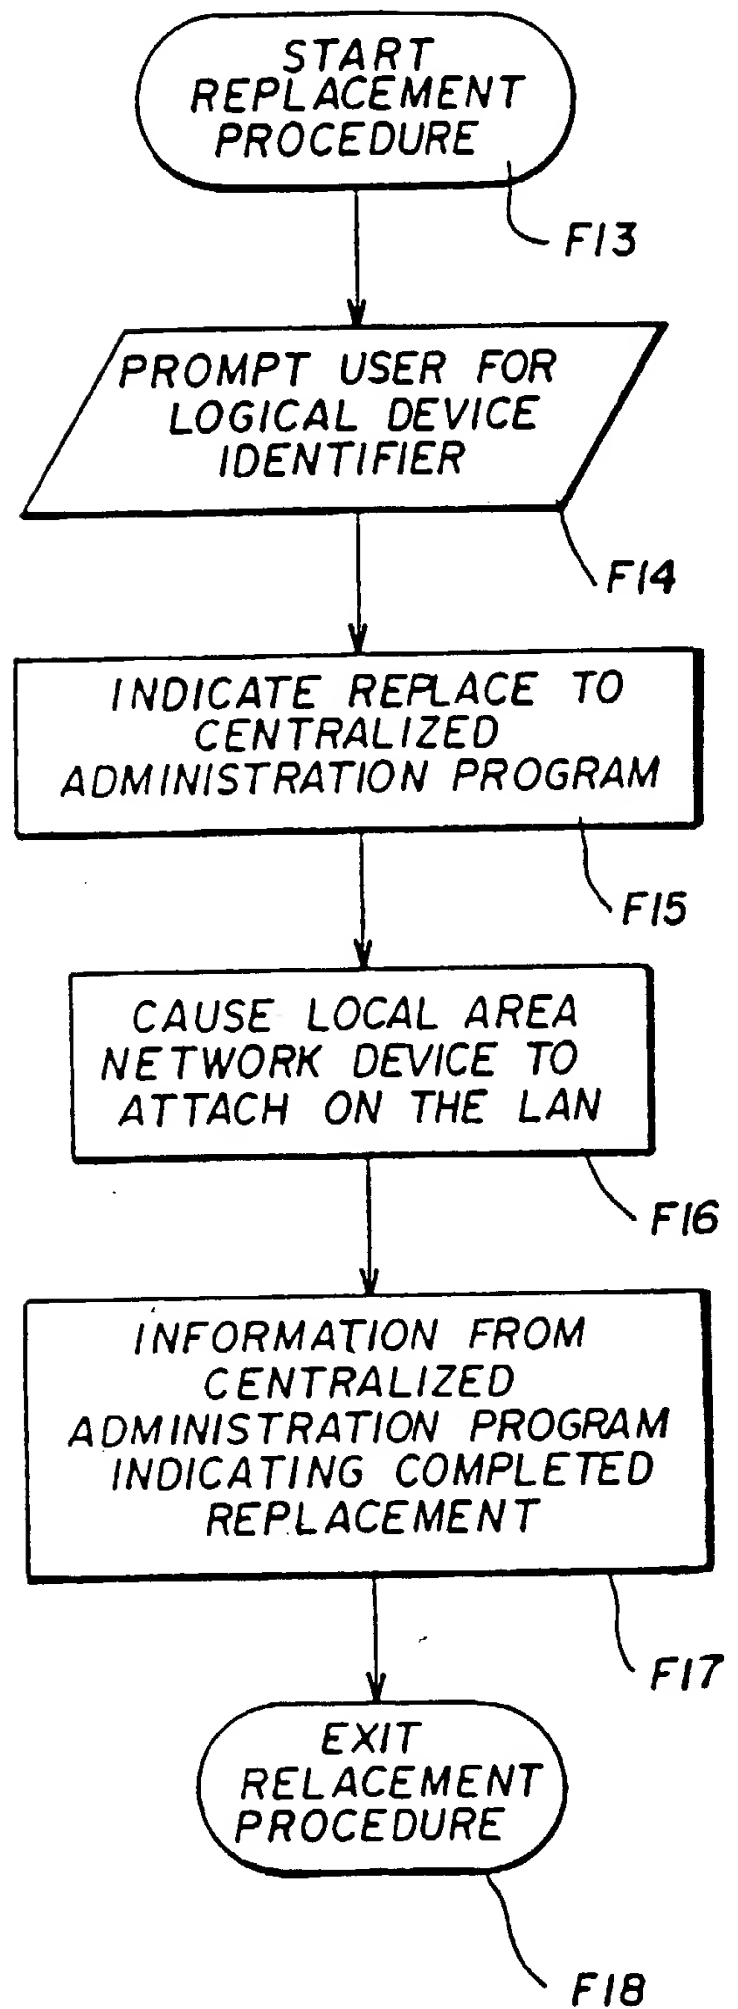 START
REPLACEMENT
PROCEDURE
F13
PROMPT USER FOR
LOGICAL DEVICE
IDENTIFIER
F14
INDICATE REPLACE TO
CENTRALIZED
ADMINISTRATION PROGRAM
F15
CAUSE LOCAL AREA
NETWORK DEVICE TO
ATTACH ON THE LAN
F16
INFORMATION FROM
CENTRALIZED
ADMINISTRATION PROGRAM
INDICATING COMPLETED
REPLACEMENT
F17
EXIT
RELACEMENT
PROCEDURE
F18